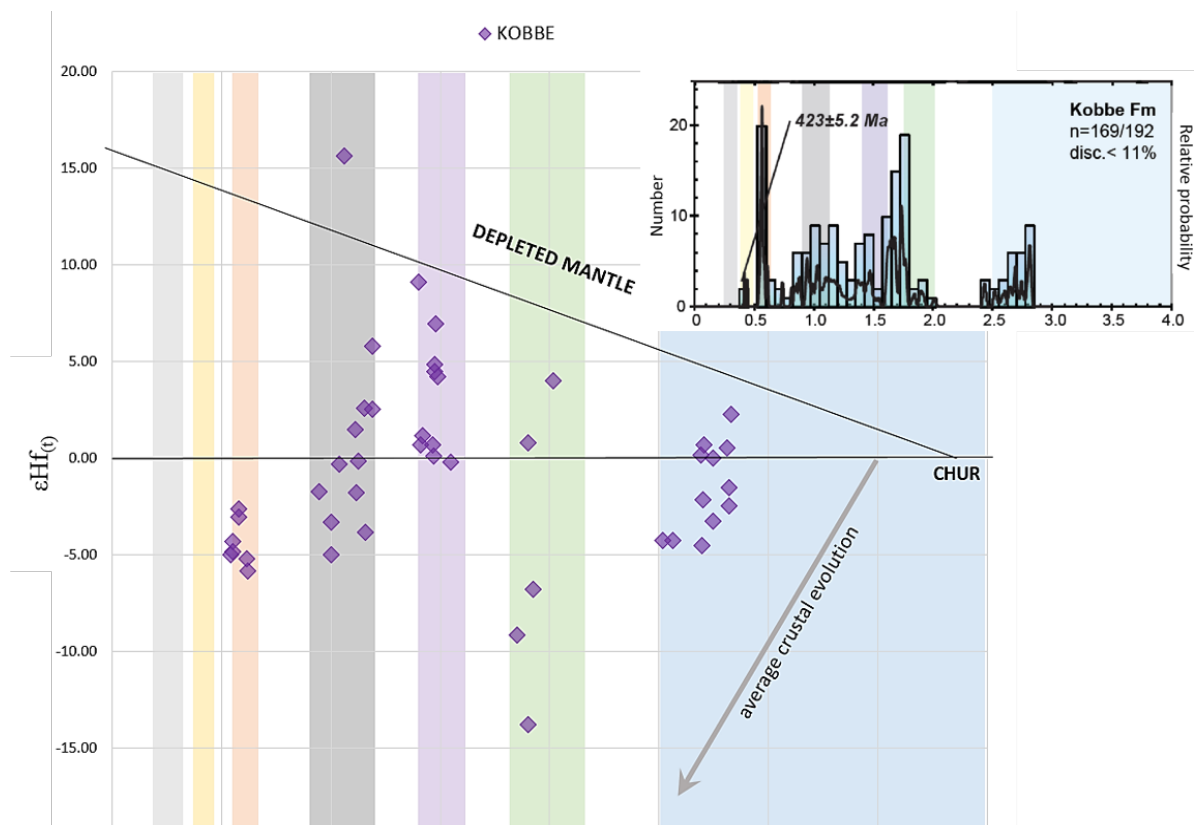 KOBBE
20.00
15.00
10.00
5.00
0.00
-5.00
-10.00
-15.00
εHf(t)
DEPLETED MANTLE
CHUR
average crustal evolution
Kobbe Fm
n=169/192
disc.< 11%
423±5.2 Ma
Number
Relative probability
20
10
0
0 0.5 1.0 1.5 2.0 2.5 3.0 3.5 4.0